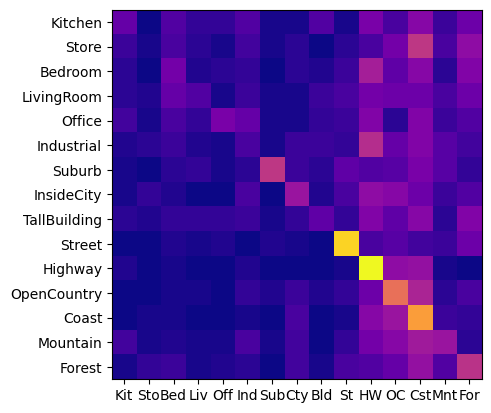 Kitchen
Store
Bedroom
LivingRoom
Office
Industrial
Suburb
InsideCity
TallBuilding
Street
Highway
OpenCountry
Coast
Mountain
Forest
Kit Sto Bed Liv Off Ind Sub Cty Bld St HW OC Cst Mnt For